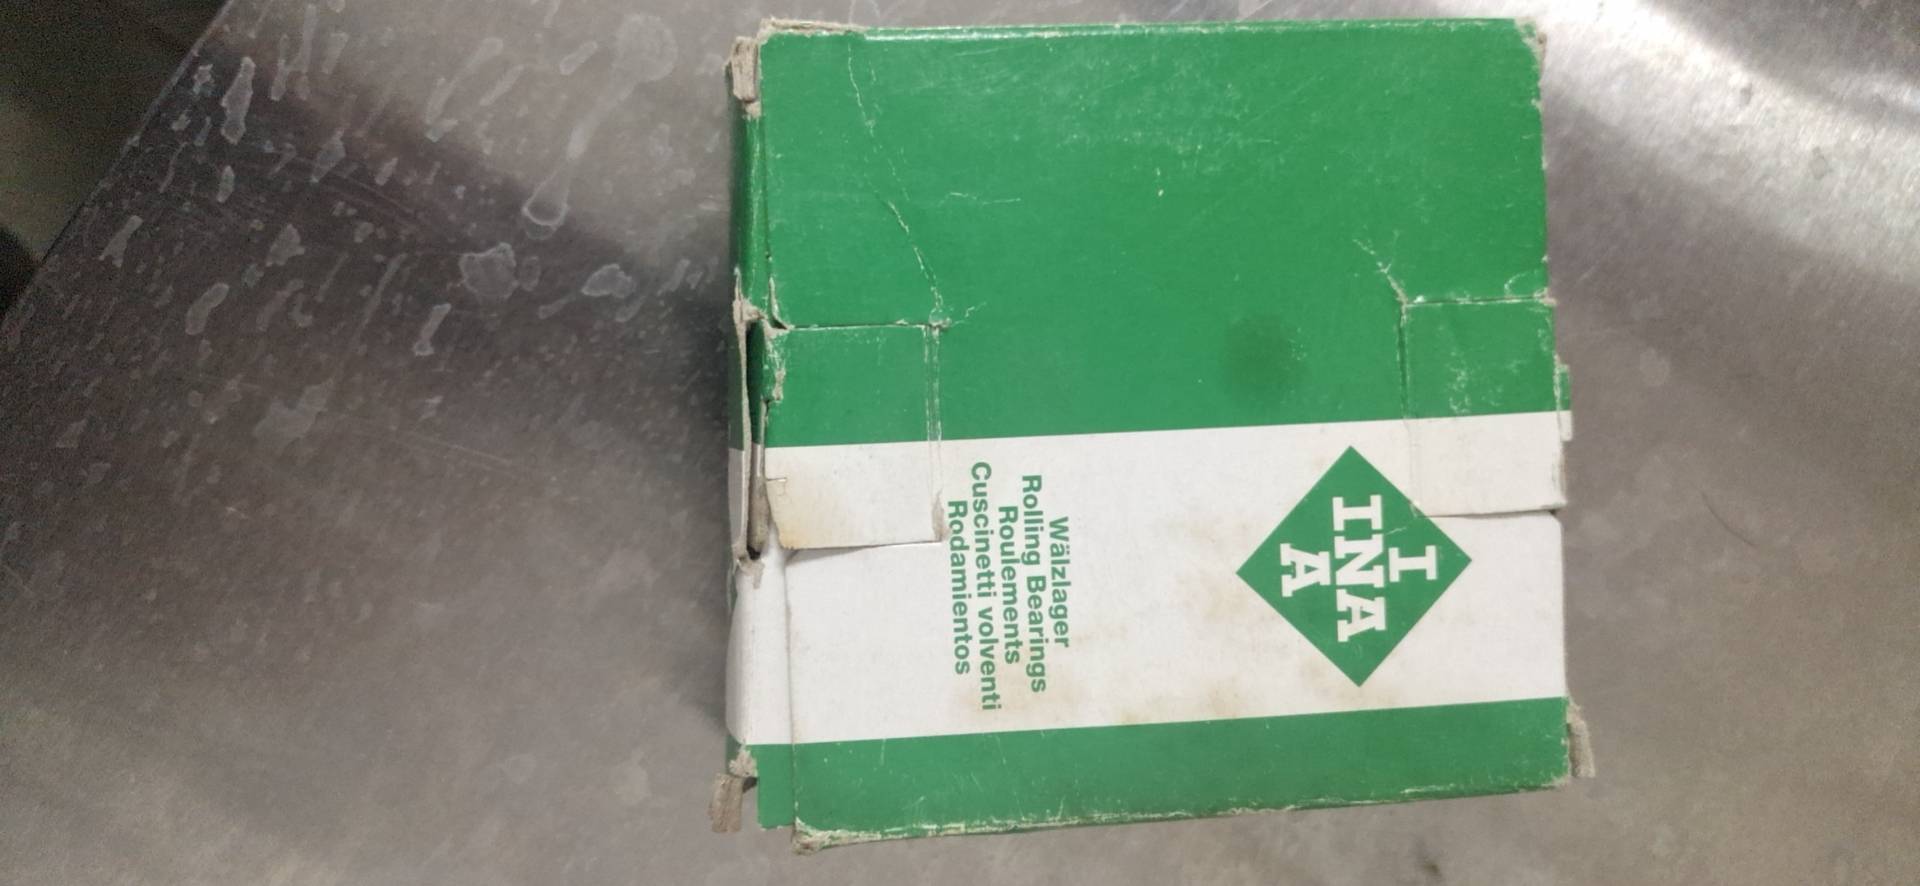 I
INA
A
Wälzlager
Rolling Bearings
Roulements
Cuscinetti volventi
Rodamientos